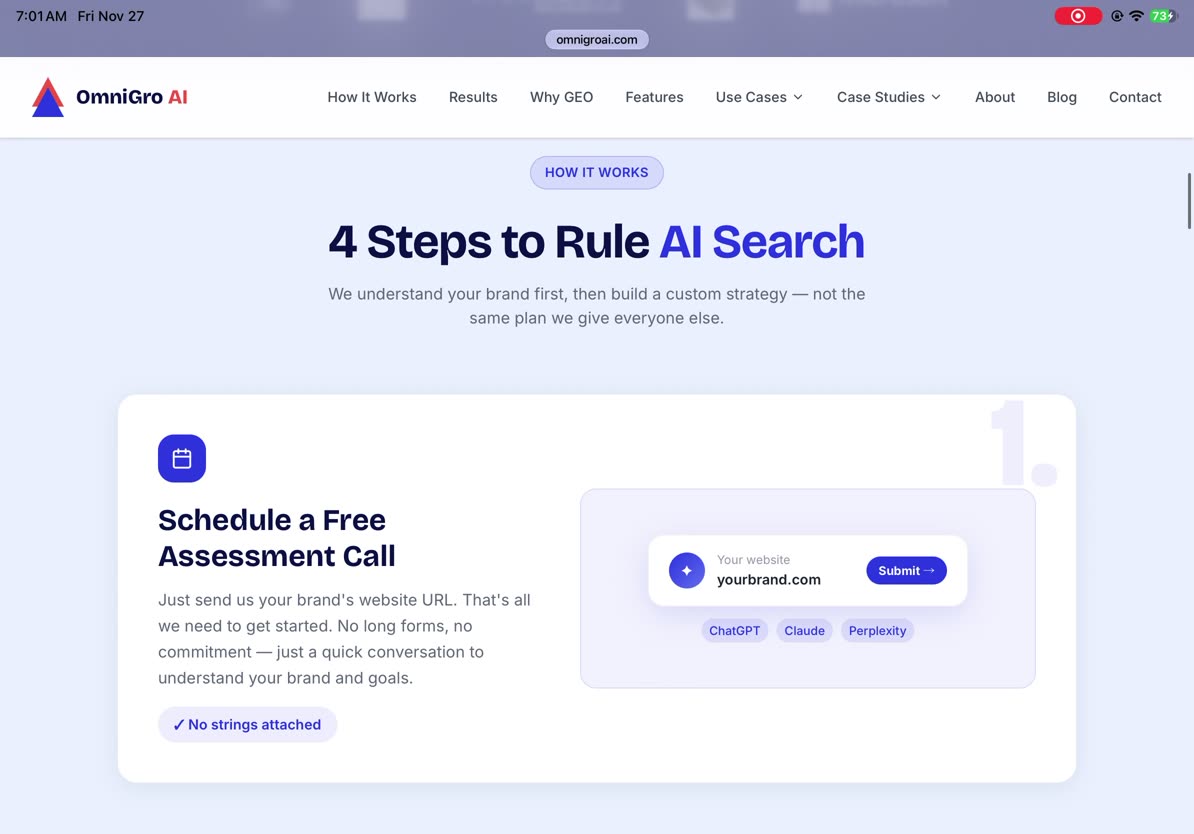 7:01 AM Fri Nov 27
73
omnigroai.com
OmniGro AI
How It Works
Results
Why GEO
Features
Use Cases
Case Studies
About
Blog
Contact
HOW IT WORKS
4 Steps to Rule AI Search
We understand your brand first, then build a custom strategy — not the
same plan we give everyone else.
1.
Schedule a Free
Assessment Call
Just send us your brand's website URL. That's all
we need to get started. No long forms, no
commitment — just a quick conversation to
understand your brand and goals.
✓ No strings attached
Your website
yourbrand.com
Submit →
ChatGPT
Claude
Perplexity